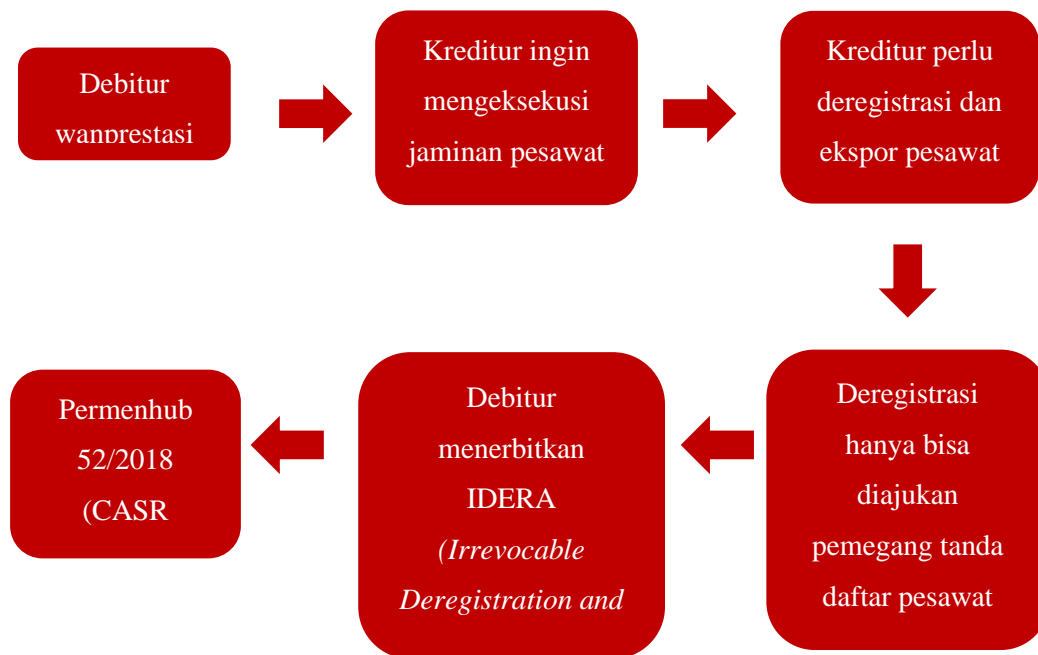 Debitur
wanprestasi
Kreditur ingin
mengeksekusi
jaminan pesawat
Kreditur perlu
deregistrasi dan
ekspor pesawat
Deregistrasi
hanya bisa
diajukan
pemegang tanda
daftar pesawat
Debitur
menerbitkan
IDERA
(Irrevocable
Deregistration and
Permenhub
52/2018
(CASR